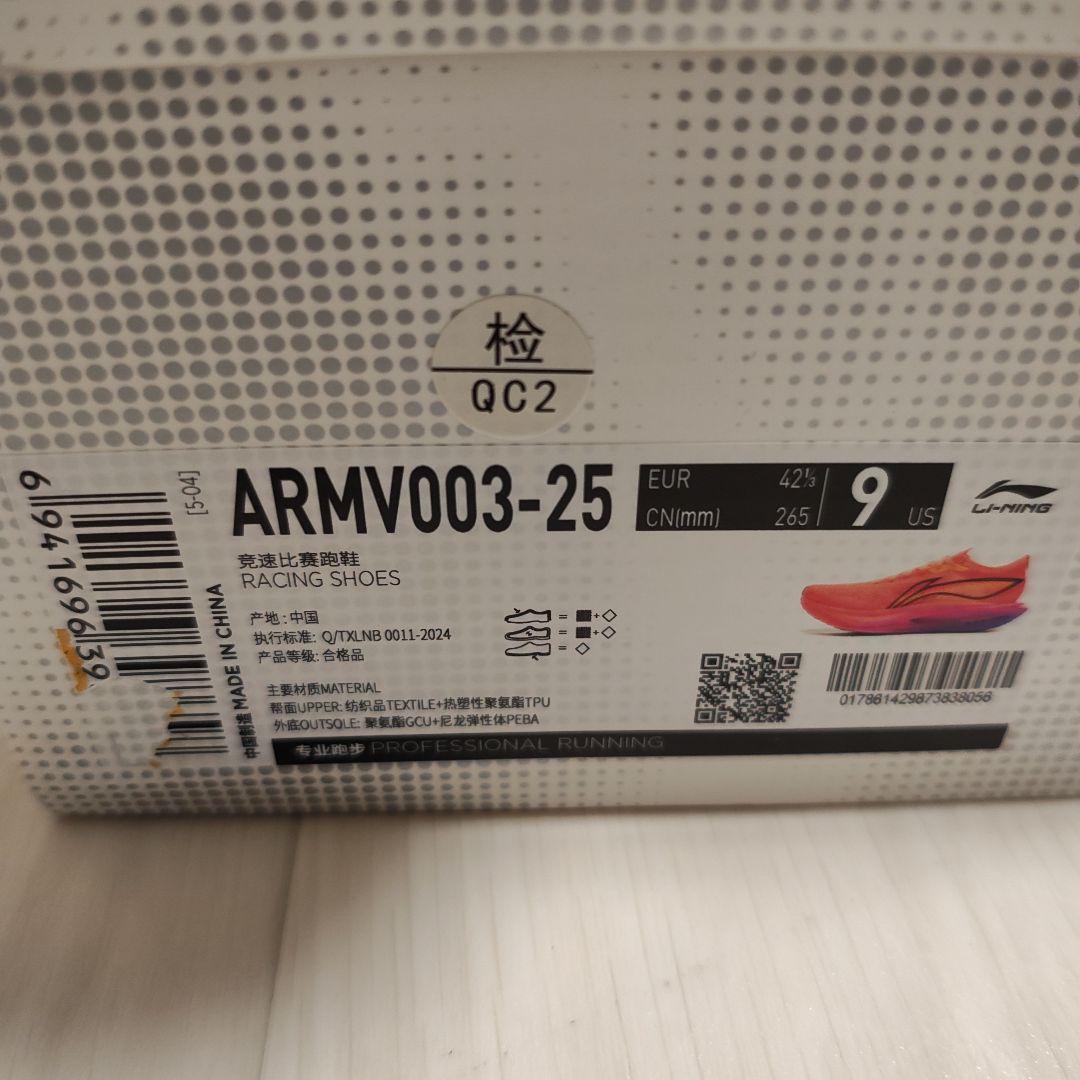 检
QC2
6 941696 39
[5-04]
中国制造 MADE IN CHINA
ARMV003-25
EUR 42⅓
CN(mm) 265
9 US
LI-NING
竞速比赛跑鞋
RACING SHOES
产地: 中国
执行标准: Q/TXLNB 0011-2024
产品等级: 合格品
主要材质MATERIAL
帮面UPPER: 纺织品TEXTILE+热塑性聚氨酯TPU
外底OUTSOLE: 聚氨酯GCU+尼龙弹性体PEBA
017861429873838056
专业跑步 PROFESSIONAL RUNNING